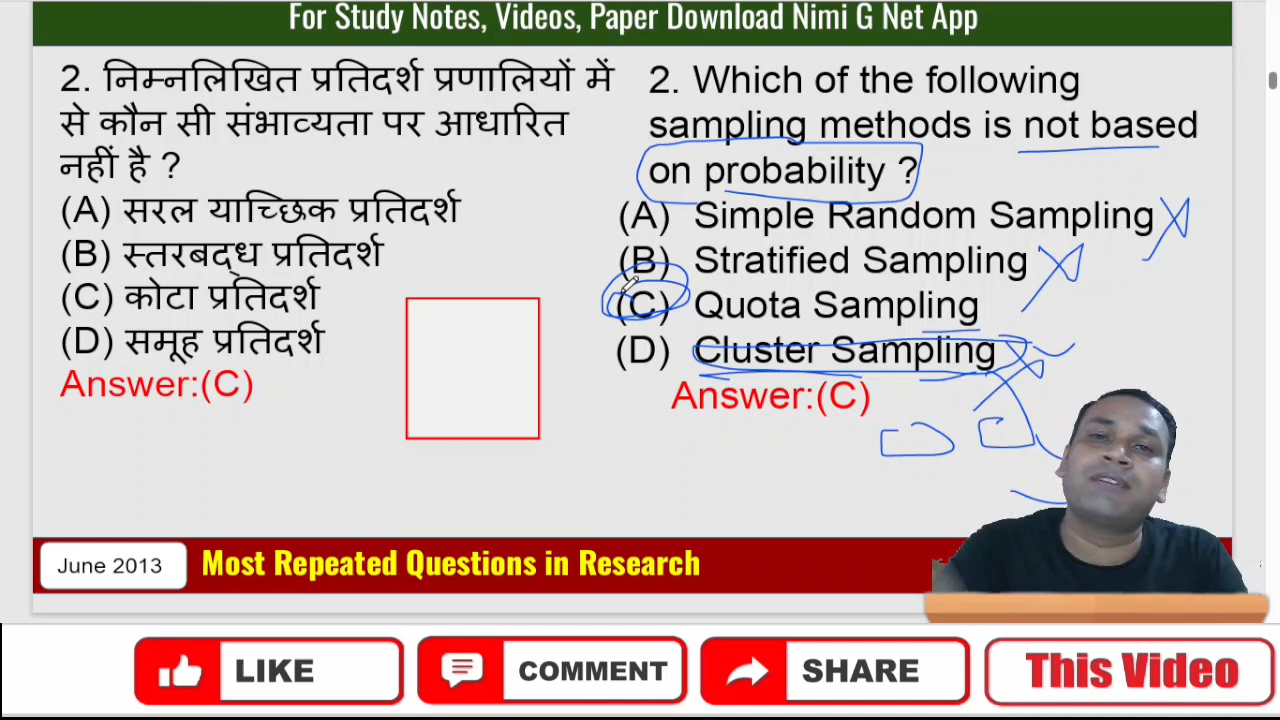 For Study Notes, Videos, Paper Download Nimi G Net App
2. निम्नलिखित प्रतिदर्श प्रणालियों में
से कौन सी संभाव्यता पर आधारित
नहीं है ?
(A) सरल याच्छिक प्रतिदर्श
(B) स्तरबद्ध प्रतिदर्श
(C) कोटा प्रतिदर्श
(D) समूह प्रतिदर्श
Answer:(C)
2. Which of the following
sampling methods is not based
on probability ?
(A) Simple Random Sampling
(B) Stratified Sampling
(C) Quota Sampling
(D) Cluster Sampling
Answer:(C)
June 2013
Most Repeated Questions in Research
LIKE
COMMENT
SHARE
This Video